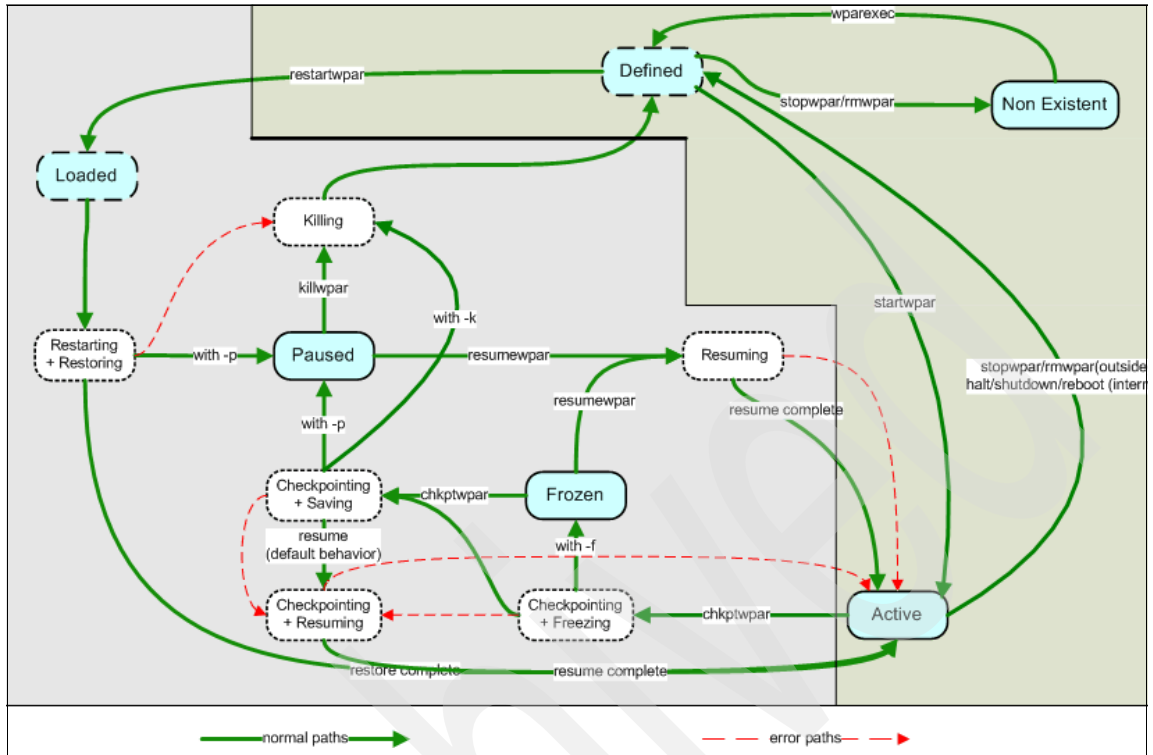 wparexec
Defined
restartwpar
stopwpar/rmwpar
Non Existent
Loaded
Killing
killwpar
with -k
startwpar
Restarting
+ Restoring
with -p
Paused
resumewpar
Resuming
stopwpar/rmwpar(outside
halt/shutdown/reboot (intern
resumewpar
resume complete
with -p
Checkpointing
+ Saving
chkptwpar
Frozen
resume
(default behavior)
with -f
Checkpointing
+ Resuming
Checkpointing
+ Freezing
chkptwpar
Active
restore complete
resume complete
normal paths
error paths